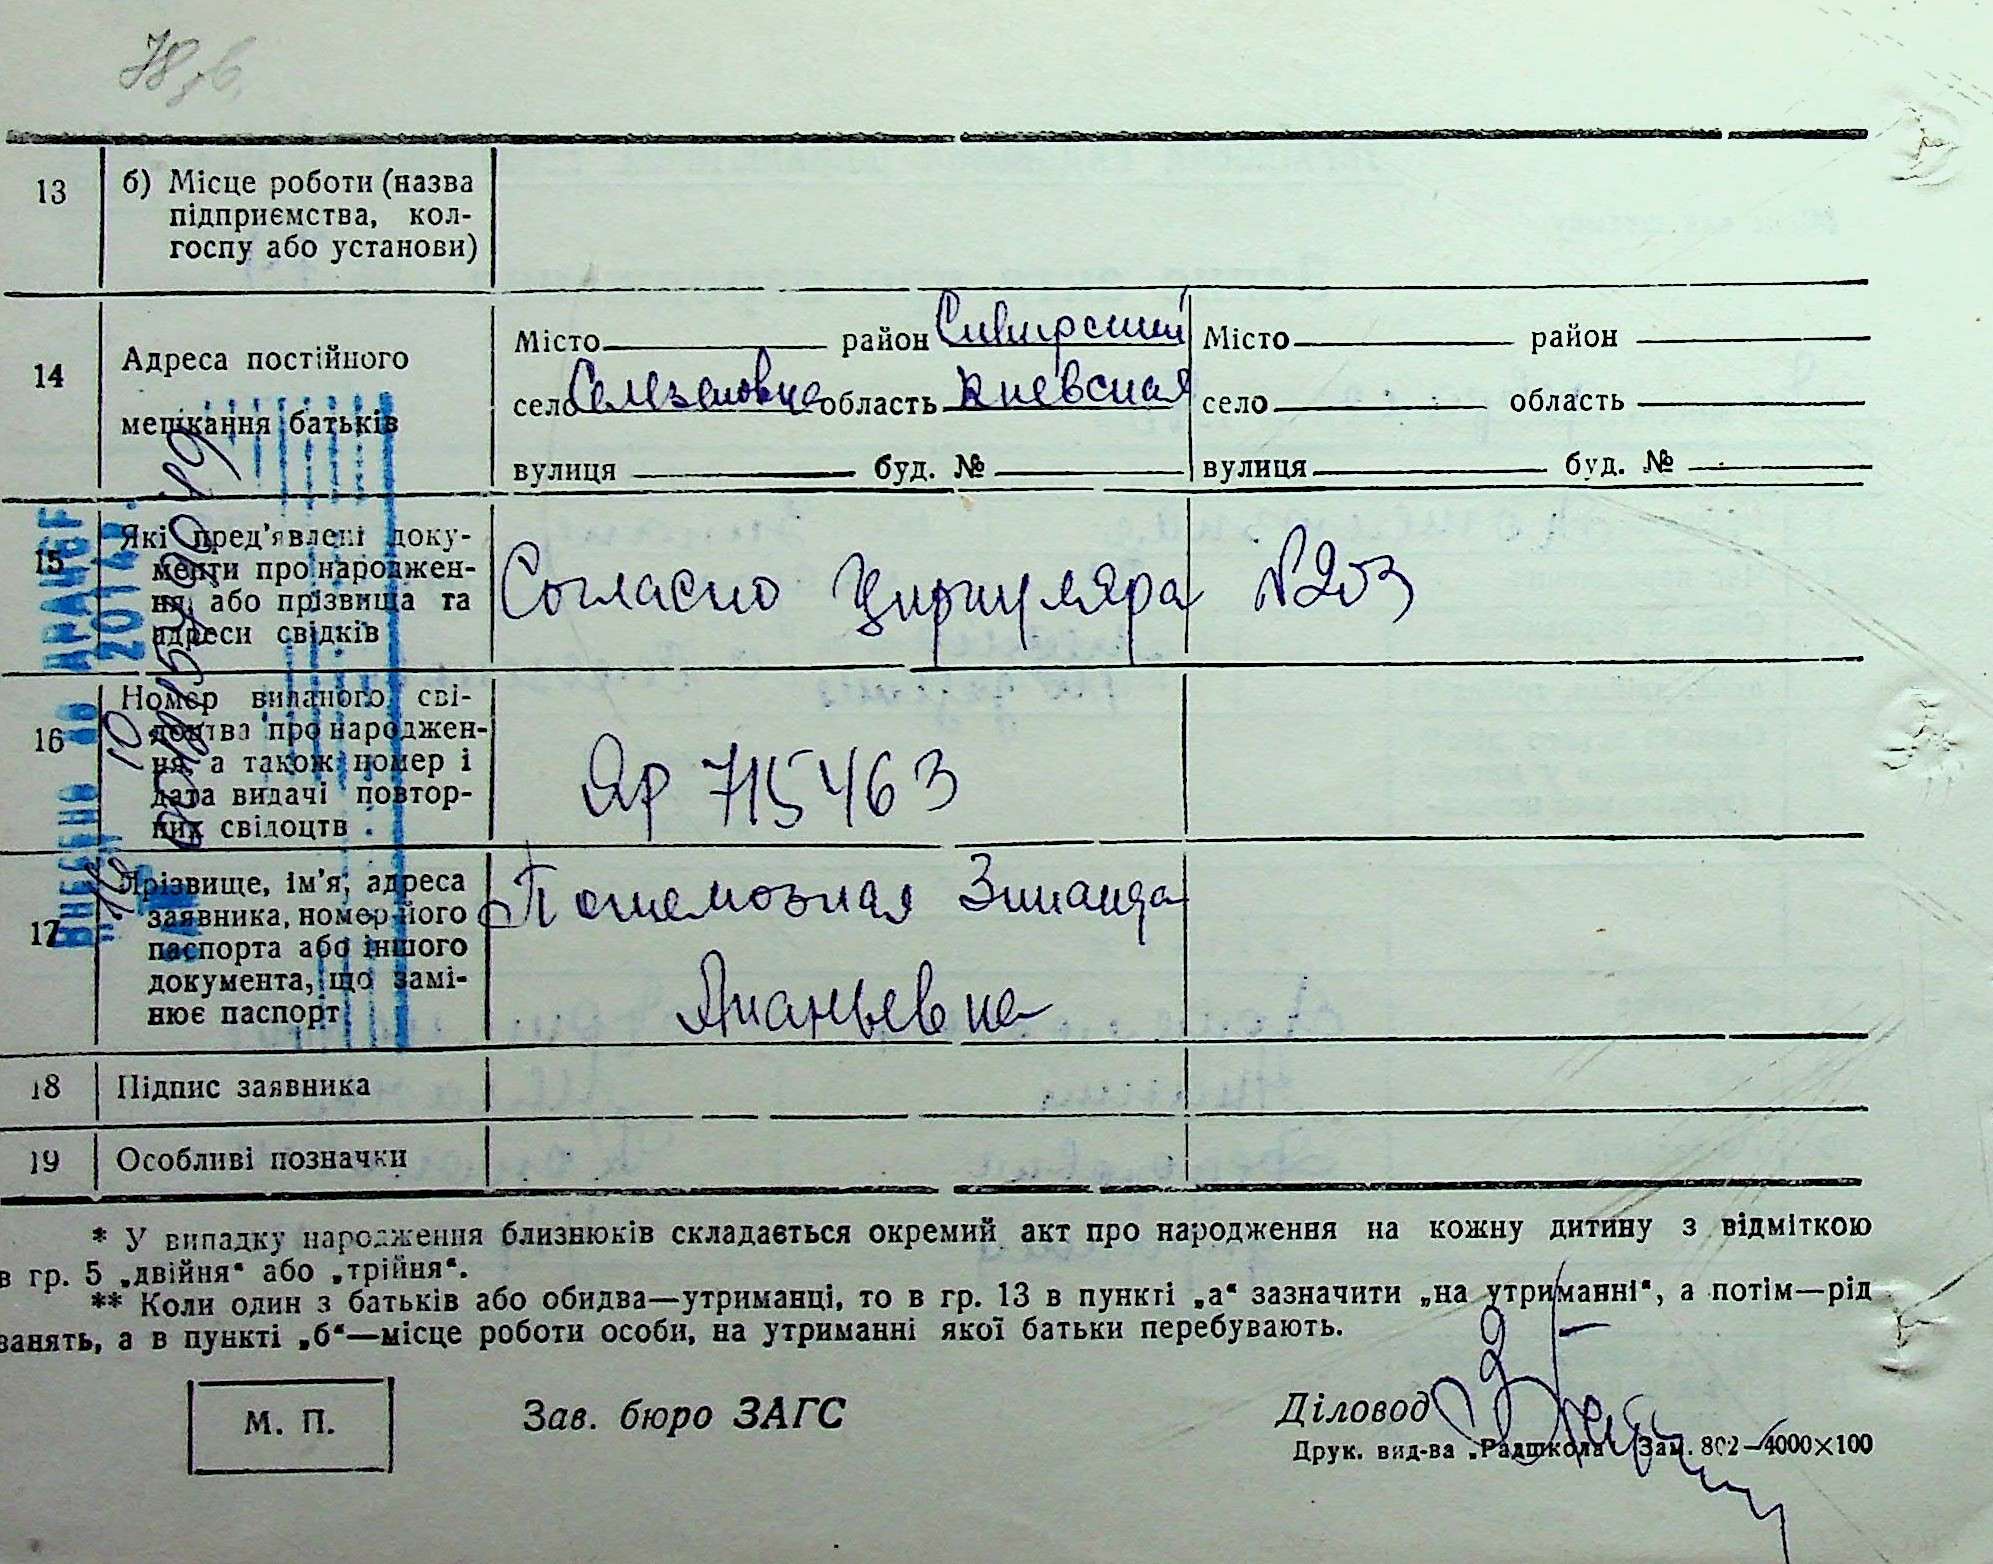 13
б) Місце роботи (назва
підприємства, кол-
госпу або установи)
14
Адреса постійного
мешкання батьків
Місто район Сивирский
село Селезеновка область Киевская
вулиця буд. №
Місто район
село область
вулиця буд. №
15
Які пред'явлені доку-
менти про народжен-
ня, або прізвища та
адреси свідків
Согласно Циркуляра №203
16
Номер виданого сві-
доцтва про народжен-
ня, а також номер і
дата видачі повтор-
них свідоцтв
Яр 715463
17
Прізвище, ім'я, адреса
заявника, номер його
паспорта або іншого
документа, що замі-
нює паспорт
Зинаида
Ананьевна
18
Підпис заявника
19
Особливі позначки
ВНЕСЕНО ДО ДРАЦСГ
201 р.
* У випадку народження близнюків складається окремий акт про народження на кожну дитину з відміткою
в гр. 5 „двійня“ або „трійня“.
** Коли один з батьків або обидва—утриманці, то в гр. 13 в пункті „а“ зазначити „на утриманні“, а потім—рід
занять, а в пункті „б“—місце роботи особи, на утриманні якої батьки перебувають.
М. П.
Зав. бюро ЗАГС
Діловод
Друк. вид-ва „Радшкола“ Зам. 802—4000×100